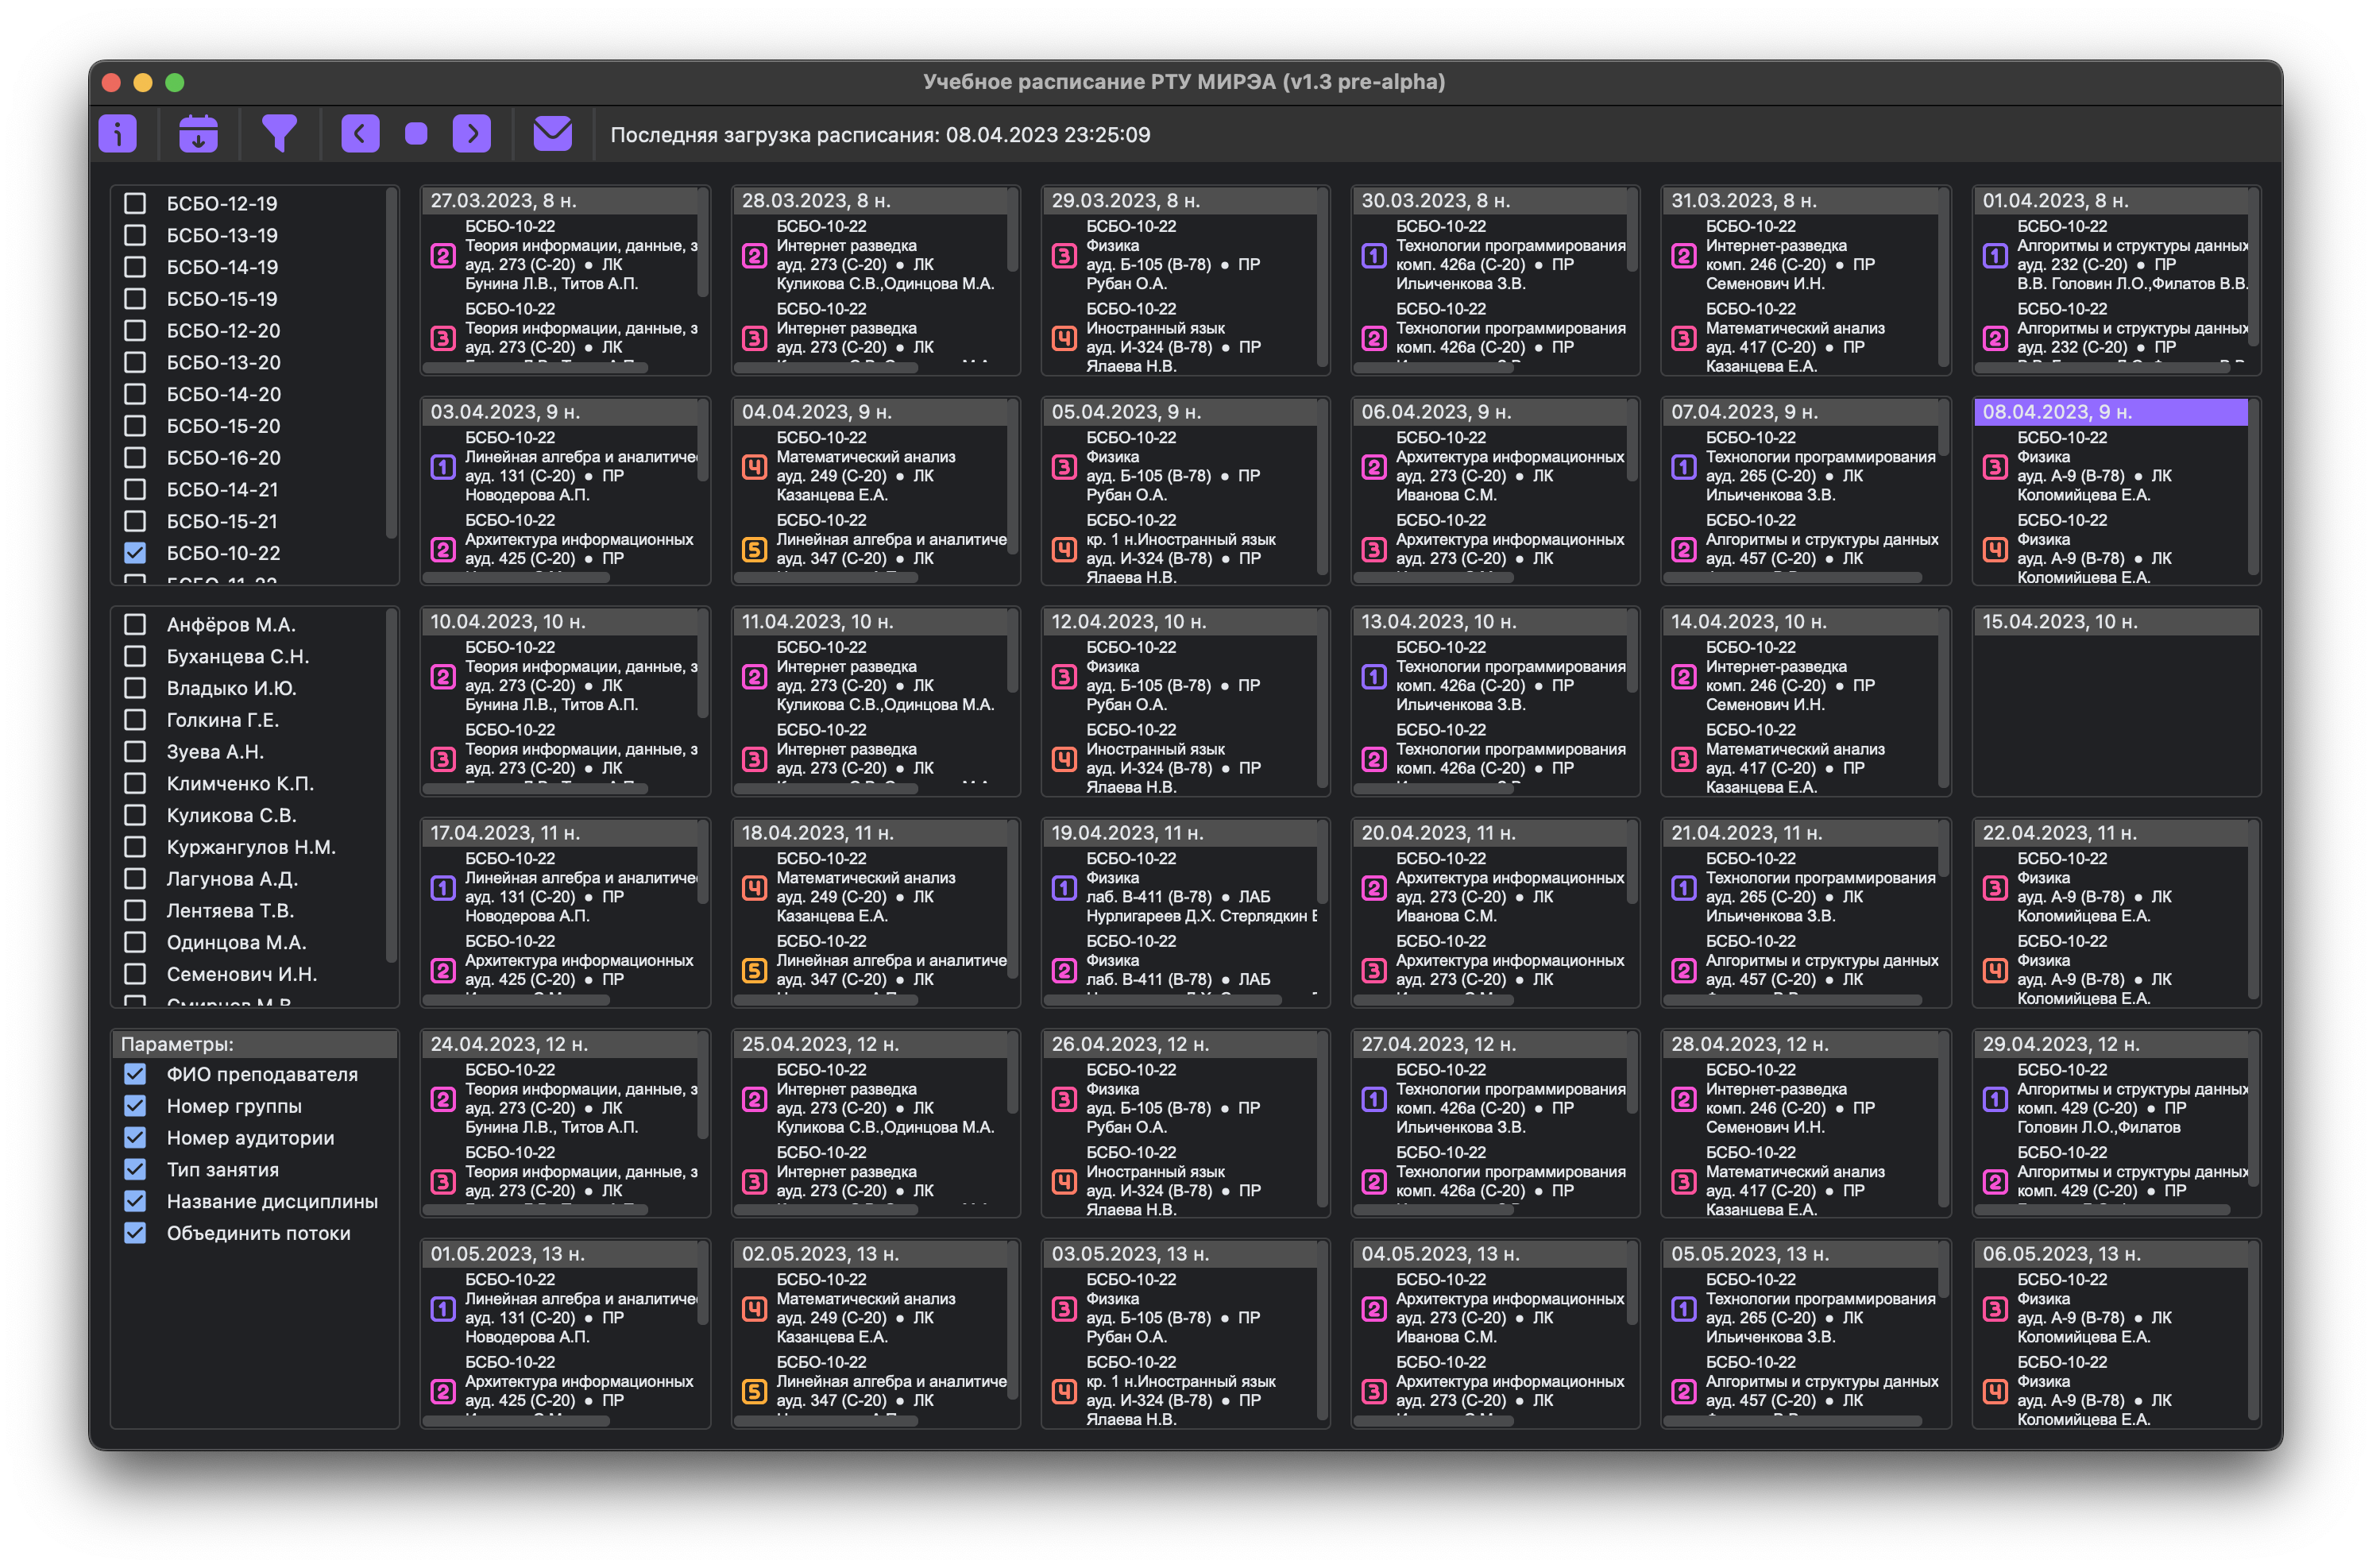 Учебное расписание РТУ МИРЭА (v1.3 pre-alpha)
Последняя загрузка расписания: 08.04.2023 23:25:09
БСБО-12-19
БСБО-13-19
БСБО-14-19
БСБО-15-19
БСБО-12-20
БСБО-13-20
БСБО-14-20
БСБО-15-20
БСБО-16-20
БСБО-14-21
БСБО-15-21
БСБО-10-22
Анфёров М.А.
Буханцева С.Н.
Владыко И.Ю.
Голкина Г.Е.
Зуева А.Н.
Климченко К.П.
Куликова С.В.
Куржангулов Н.М.
Лагунова А.Д.
Лентяева Т.В.
Одинцова М.А.
Семенович И.Н.
Параметры:
ФИО преподавателя
Номер группы
Номер аудитории
Тип занятия
Название дисциплины
Объединить потоки
27.03.2023, 8 н.
БСБО-10-22
2 Теория информации, данные, з
ауд. 273 (С-20) ● ЛК
Бунина Л.В., Титов А.П.
БСБО-10-22
3 Теория информации, данные, з
ауд. 273 (С-20) ● ЛК
28.03.2023, 8 н.
БСБО-10-22
2 Интернет разведка
ауд. 273 (С-20) ● ЛК
Куликова С.В.,Одинцова М.А.
БСБО-10-22
3 Интернет разведка
ауд. 273 (С-20) ● ЛК
29.03.2023, 8 н.
БСБО-10-22
3 Физика
ауд. Б-105 (В-78) ● ПР
Рубан О.А.
БСБО-10-22
4 Иностранный язык
ауд. И-324 (В-78) ● ПР
Ялаева Н.В.
30.03.2023, 8 н.
БСБО-10-22
1 Технологии программирования
комп. 426а (С-20) ● ПР
Ильиченкова З.В.
БСБО-10-22
2 Технологии программирования
комп. 426а (С-20) ● ПР
31.03.2023, 8 н.
БСБО-10-22
2 Интернет-разведка
комп. 246 (С-20) ● ПР
Семенович И.Н.
БСБО-10-22
3 Математический анализ
ауд. 417 (С-20) ● ПР
Казанцева Е.А.
01.04.2023, 8 н.
БСБО-10-22
1 Алгоритмы и структуры данных
ауд. 232 (С-20) ● ПР
В.В. Головин Л.О.,Филатов В.В.
БСБО-10-22
2 Алгоритмы и структуры данных
ауд. 232 (С-20) ● ПР
03.04.2023, 9 н.
БСБО-10-22
1 Линейная алгебра и аналитиче
ауд. 131 (С-20) ● ПР
Новодерова А.П.
БСБО-10-22
2 Архитектура информационных
ауд. 425 (С-20) ● ПР
04.04.2023, 9 н.
БСБО-10-22
4 Математический анализ
ауд. 249 (С-20) ● ЛК
Казанцева Е.А.
БСБО-10-22
5 Линейная алгебра и аналитиче
ауд. 347 (С-20) ● ЛК
05.04.2023, 9 н.
БСБО-10-22
3 Физика
ауд. Б-105 (В-78) ● ПР
Рубан О.А.
БСБО-10-22
4 кр. 1 н.Иностранный язык
ауд. И-324 (В-78) ● ПР
Ялаева Н.В.
06.04.2023, 9 н.
БСБО-10-22
2 Архитектура информационных
ауд. 273 (С-20) ● ЛК
Иванова С.М.
БСБО-10-22
3 Архитектура информационных
ауд. 273 (С-20) ● ЛК
07.04.2023, 9 н.
БСБО-10-22
1 Технологии программирования
ауд. 265 (С-20) ● ЛК
Ильиченкова З.В.
БСБО-10-22
2 Алгоритмы и структуры данных
ауд. 457 (С-20) ● ЛК
08.04.2023, 9 н.
БСБО-10-22
3 Физика
ауд. А-9 (В-78) ● ЛК
Коломийцева Е.А.
БСБО-10-22
4 Физика
ауд. А-9 (В-78) ● ЛК
Коломийцева Е.А.
10.04.2023, 10 н.
БСБО-10-22
2 Теория информации, данные, з
ауд. 273 (С-20) ● ЛК
Бунина Л.В., Титов А.П.
БСБО-10-22
3 Теория информации, данные, з
ауд. 273 (С-20) ● ЛК
11.04.2023, 10 н.
БСБО-10-22
2 Интернет разведка
ауд. 273 (С-20) ● ЛК
Куликова С.В.,Одинцова М.А.
БСБО-10-22
3 Интернет разведка
ауд. 273 (С-20) ● ЛК
12.04.2023, 10 н.
БСБО-10-22
3 Физика
ауд. Б-105 (В-78) ● ПР
Рубан О.А.
БСБО-10-22
4 Иностранный язык
ауд. И-324 (В-78) ● ПР
Ялаева Н.В.
13.04.2023, 10 н.
БСБО-10-22
1 Технологии программирования
комп. 426а (С-20) ● ПР
Ильиченкова З.В.
БСБО-10-22
2 Технологии программирования
комп. 426а (С-20) ● ПР
14.04.2023, 10 н.
БСБО-10-22
2 Интернет-разведка
комп. 246 (С-20) ● ПР
Семенович И.Н.
БСБО-10-22
3 Математический анализ
ауд. 417 (С-20) ● ПР
Казанцева Е.А.
15.04.2023, 10 н.
17.04.2023, 11 н.
БСБО-10-22
1 Линейная алгебра и аналитиче
ауд. 131 (С-20) ● ПР
Новодерова А.П.
БСБО-10-22
2 Архитектура информационных
ауд. 425 (С-20) ● ПР
18.04.2023, 11 н.
БСБО-10-22
4 Математический анализ
ауд. 249 (С-20) ● ЛК
Казанцева Е.А.
БСБО-10-22
5 Линейная алгебра и аналитиче
ауд. 347 (С-20) ● ЛК
19.04.2023, 11 н.
БСБО-10-22
1 Физика
лаб. В-411 (В-78) ● ЛАБ
Нурлигареев Д.Х. Стерлядкин
БСБО-10-22
2 Физика
лаб. В-411 (В-78) ● ЛАБ
20.04.2023, 11 н.
БСБО-10-22
2 Архитектура информационных
ауд. 273 (С-20) ● ЛК
Иванова С.М.
БСБО-10-22
3 Архитектура информационных
ауд. 273 (С-20) ● ЛК
21.04.2023, 11 н.
БСБО-10-22
1 Технологии программирования
ауд. 265 (С-20) ● ЛК
Ильиченкова З.В.
БСБО-10-22
2 Алгоритмы и структуры данных
ауд. 457 (С-20) ● ЛК
22.04.2023, 11 н.
БСБО-10-22
3 Физика
ауд. А-9 (В-78) ● ЛК
Коломийцева Е.А.
БСБО-10-22
4 Физика
ауд. А-9 (В-78) ● ЛК
Коломийцева Е.А.
24.04.2023, 12 н.
БСБО-10-22
2 Теория информации, данные, з
ауд. 273 (С-20) ● ЛК
Бунина Л.В., Титов А.П.
БСБО-10-22
3 Теория информации, данные, з
ауд. 273 (С-20) ● ЛК
25.04.2023, 12 н.
БСБО-10-22
2 Интернет разведка
ауд. 273 (С-20) ● ЛК
Куликова С.В.,Одинцова М.А.
БСБО-10-22
3 Интернет разведка
ауд. 273 (С-20) ● ЛК
26.04.2023, 12 н.
БСБО-10-22
3 Физика
ауд. Б-105 (В-78) ● ПР
Рубан О.А.
БСБО-10-22
4 Иностранный язык
ауд. И-324 (В-78) ● ПР
Ялаева Н.В.
27.04.2023, 12 н.
БСБО-10-22
1 Технологии программирования
комп. 426а (С-20) ● ПР
Ильиченкова З.В.
БСБО-10-22
2 Технологии программирования
комп. 426а (С-20) ● ПР
28.04.2023, 12 н.
БСБО-10-22
2 Интернет-разведка
комп. 246 (С-20) ● ПР
Семенович И.Н.
БСБО-10-22
3 Математический анализ
ауд. 417 (С-20) ● ПР
Казанцева Е.А.
29.04.2023, 12 н.
БСБО-10-22
1 Алгоритмы и структуры данных
комп. 429 (С-20) ● ПР
Головин Л.О.,Филатов
БСБО-10-22
2 Алгоритмы и структуры данных
комп. 429 (С-20) ● ПР
01.05.2023, 13 н.
БСБО-10-22
1 Линейная алгебра и аналитиче
ауд. 131 (С-20) ● ПР
Новодерова А.П.
БСБО-10-22
2 Архитектура информационных
ауд. 425 (С-20) ● ПР
02.05.2023, 13 н.
БСБО-10-22
4 Математический анализ
ауд. 249 (С-20) ● ЛК
Казанцева Е.А.
БСБО-10-22
5 Линейная алгебра и аналитиче
ауд. 347 (С-20) ● ЛК
03.05.2023, 13 н.
БСБО-10-22
3 Физика
ауд. Б-105 (В-78) ● ПР
Рубан О.А.
БСБО-10-22
4 кр. 1 н.Иностранный язык
ауд. И-324 (В-78) ● ПР
Ялаева Н.В.
04.05.2023, 13 н.
БСБО-10-22
2 Архитектура информационных
ауд. 273 (С-20) ● ЛК
Иванова С.М.
БСБО-10-22
3 Архитектура информационных
ауд. 273 (С-20) ● ЛК
05.05.2023, 13 н.
БСБО-10-22
1 Технологии программирования
ауд. 265 (С-20) ● ЛК
Ильиченкова З.В.
БСБО-10-22
2 Алгоритмы и структуры данных
ауд. 457 (С-20) ● ЛК
06.05.2023, 13 н.
БСБО-10-22
3 Физика
ауд. А-9 (В-78) ● ЛК
Коломийцева Е.А.
БСБО-10-22
4 Физика
ауд. А-9 (В-78) ● ЛК
Коломийцева Е.А.